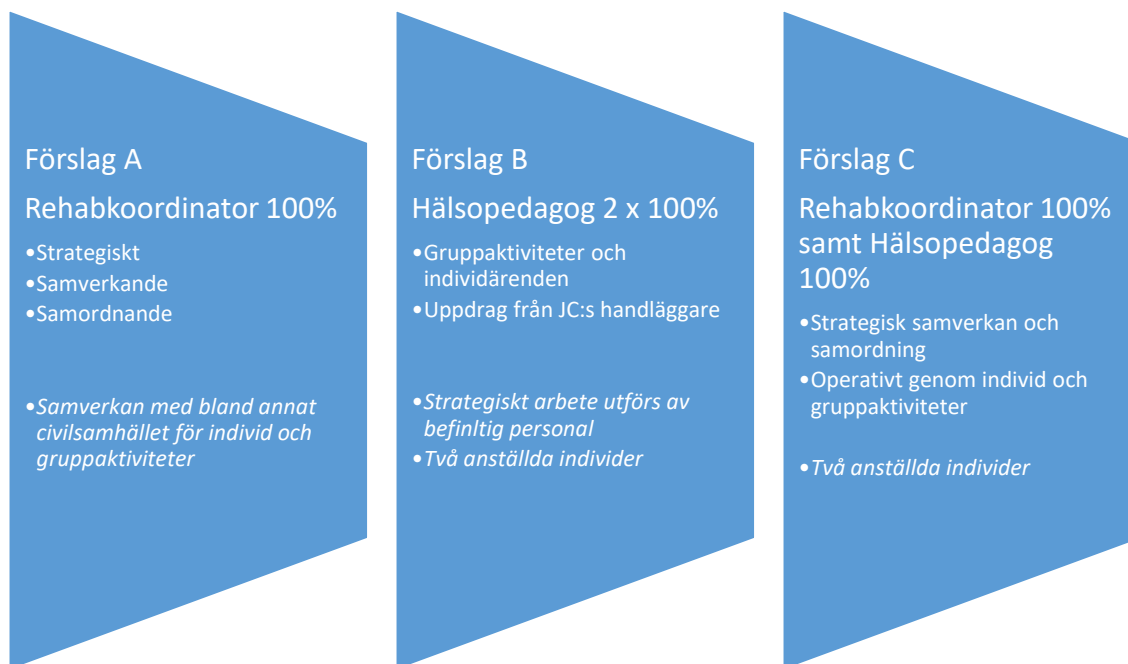 Förslag A
Rehabkoordinator 100%
•Strategiskt
•Samverkande
•Samordnande
•Samverkan med bland annat
civilsamhället för individ och
gruppaktiviteter
Förslag B
Hälsopedagog 2 x 100%
•Gruppaktiviteter och
individärenden
•Uppdrag från JC:s handläggare
•Strategiskt arbete utförs av
befinltig personal
•Två anställda individer
Förslag C
Rehabkoordinator 100%
samt Hälsopedagog
100%
•Strategisk samverkan och
samordning
•Operativt genom individ och
gruppaktiviteter
•Två anställda individer